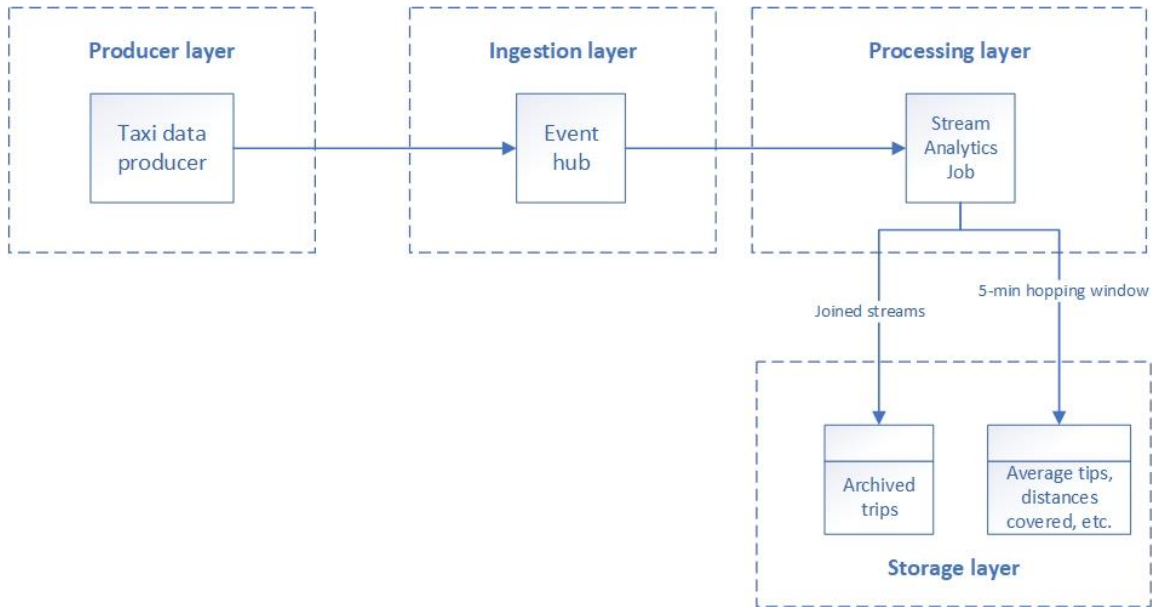 Producer layer
Taxi data
producer
Ingestion layer
Event
hub
Processing layer
Stream
Analytics
Job
5-min hopping window
Joined streams
Archived
trips
Average tips,
distances
covered, etc.
Storage layer